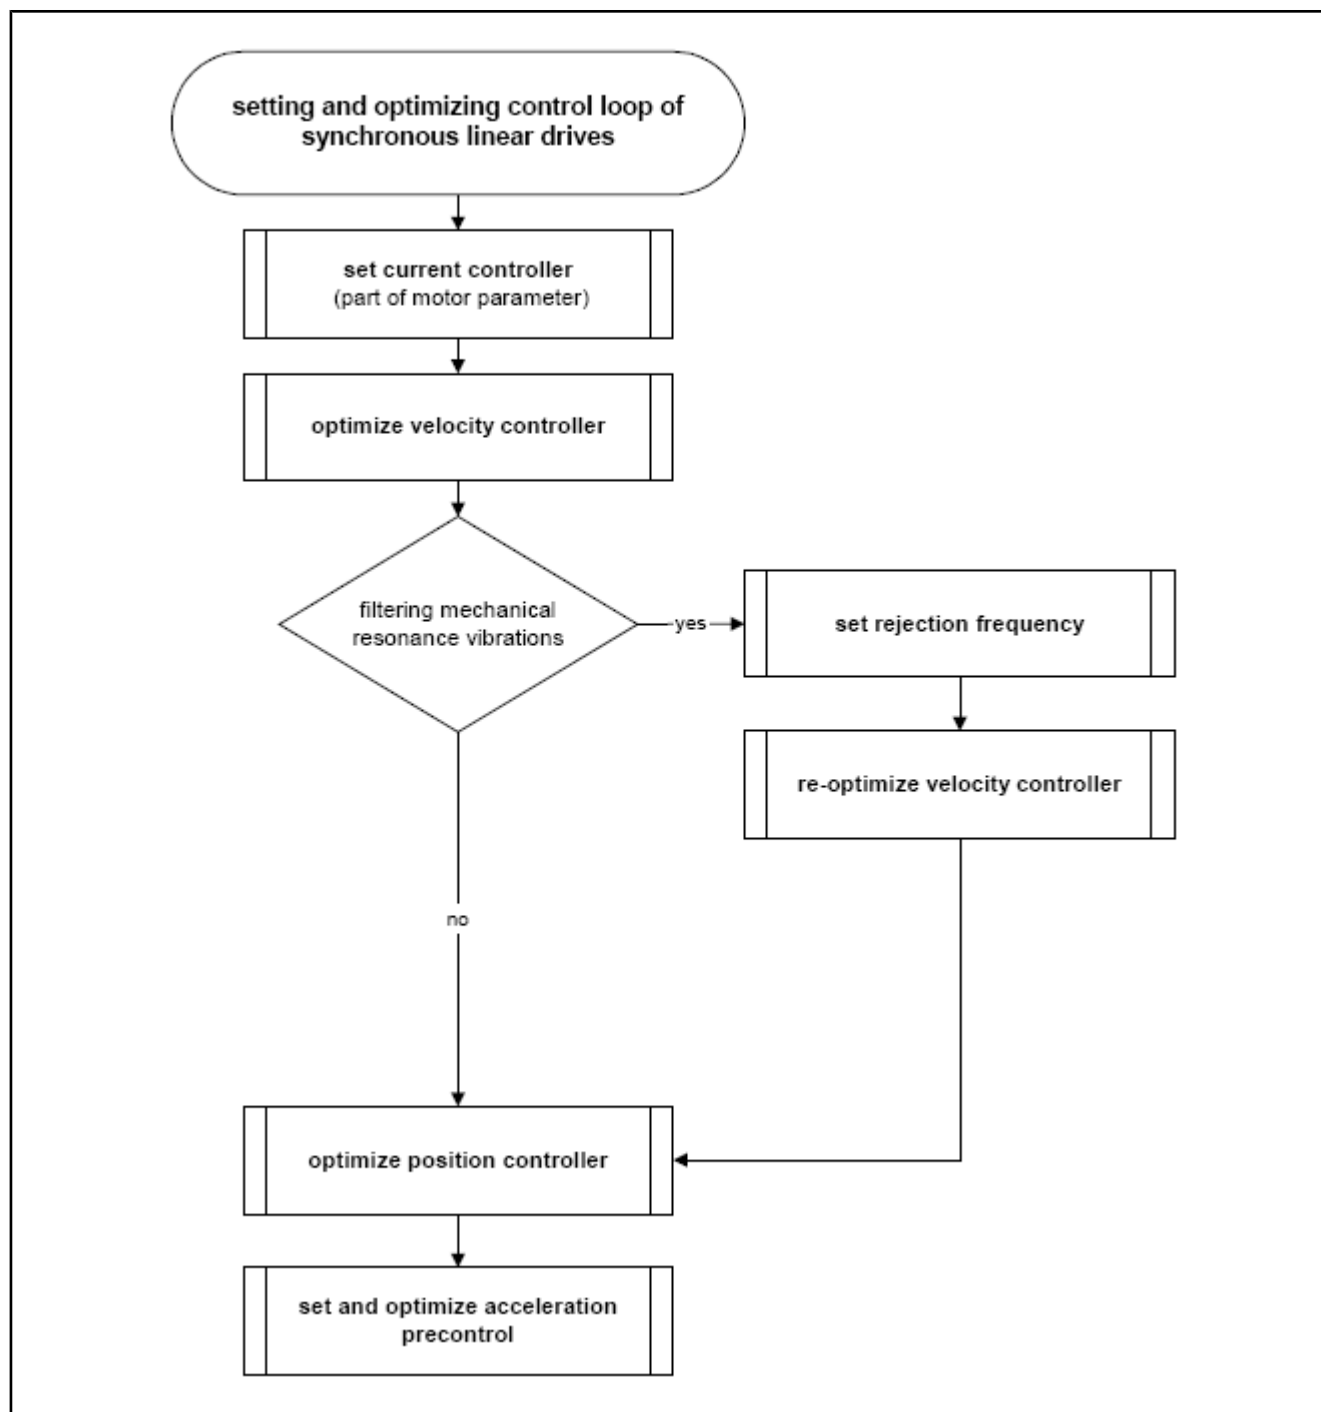 setting and optimizing control loop of
synchronous linear drives
set current controller
(part of motor parameter)
optimize velocity controller
filtering mechanical
resonance vibrations
yes
set rejection frequency
re-optimize velocity controller
no
optimize position controller
set and optimize acceleration
precontrol